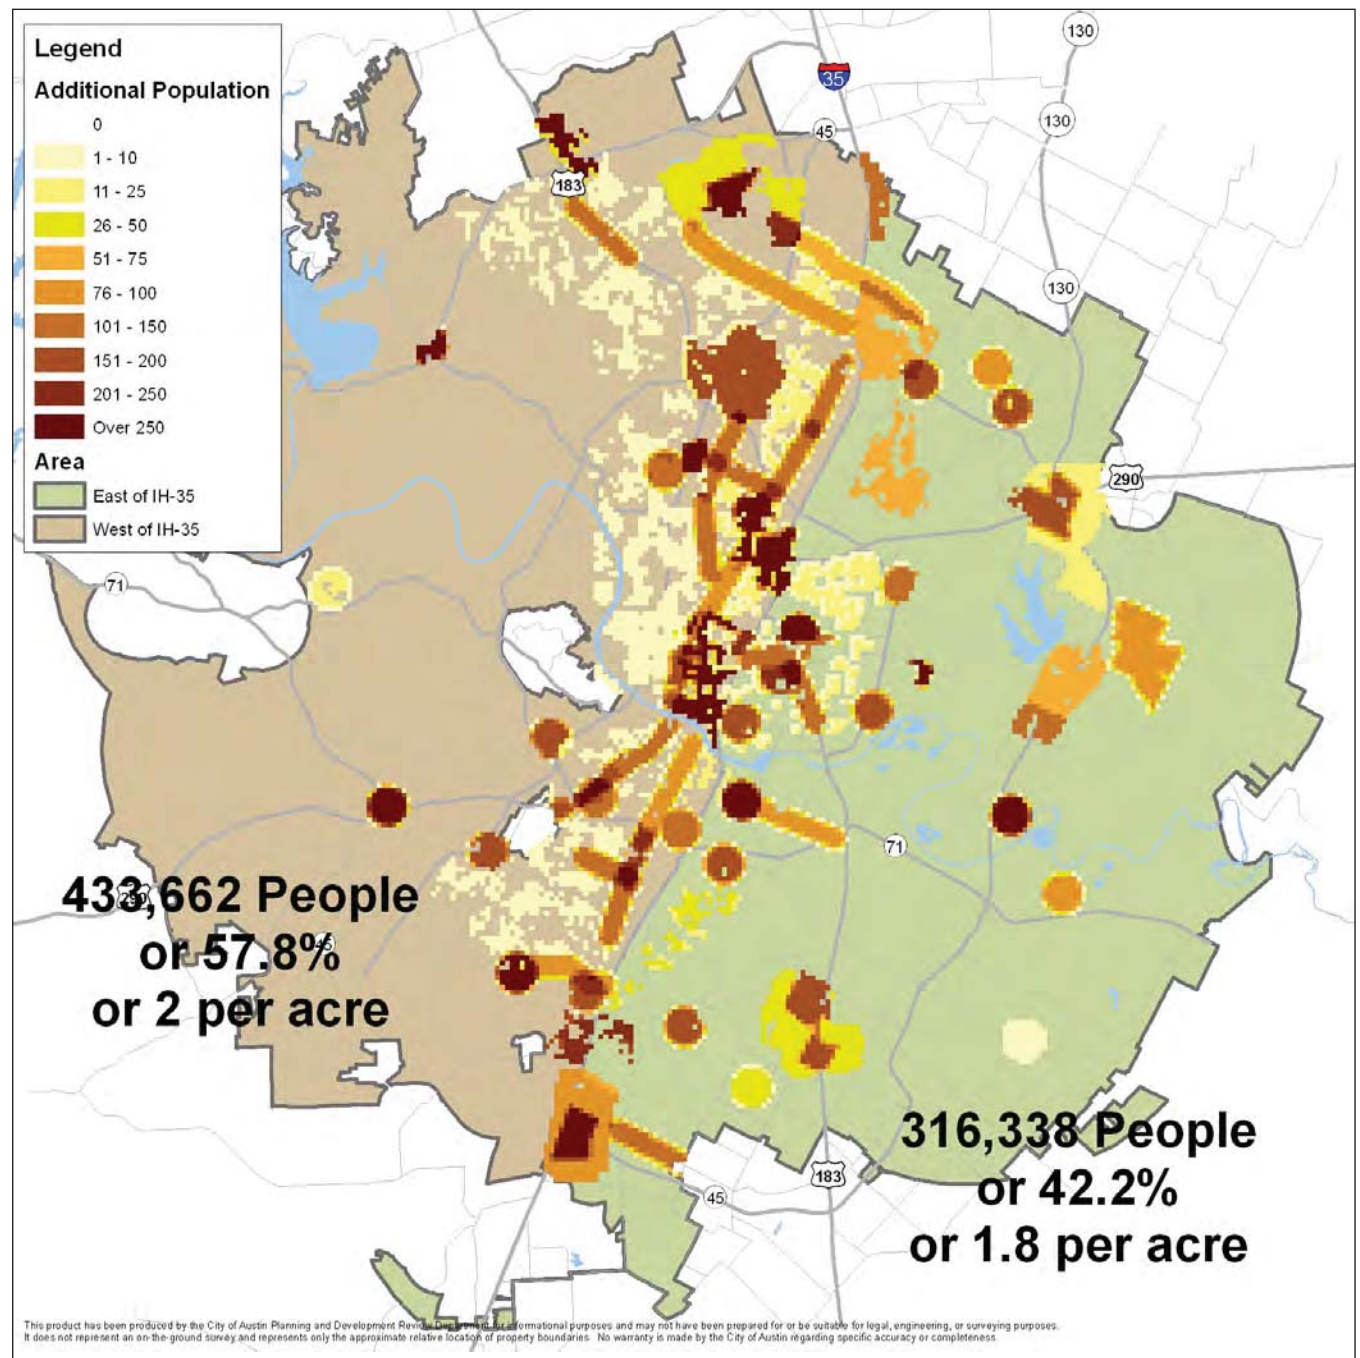 Legend
Additional Population
0
1 - 10
11 - 25
26 - 50
51 - 75
76 - 100
101 - 150
151 - 200
201 - 250
Over 250
Area
East of IH-35
West of IH-35
130
35
45
130
183
130
290
71
71
290
433,662 People
45
or 57.8%
or 2 per acre
316,338 People
183
or 42.2%
45
or 1.8 per acre
This product has been produced by the City of Austin Planning and Development Review Department for informational purposes and may not have been prepared for or be suitable for legal, engineering, or surveying purposes.
It does not represent an on-the-ground survey and represents only the approximate relative location of property boundaries. No warranty is made by the City of Austin regarding specific accuracy or completeness.